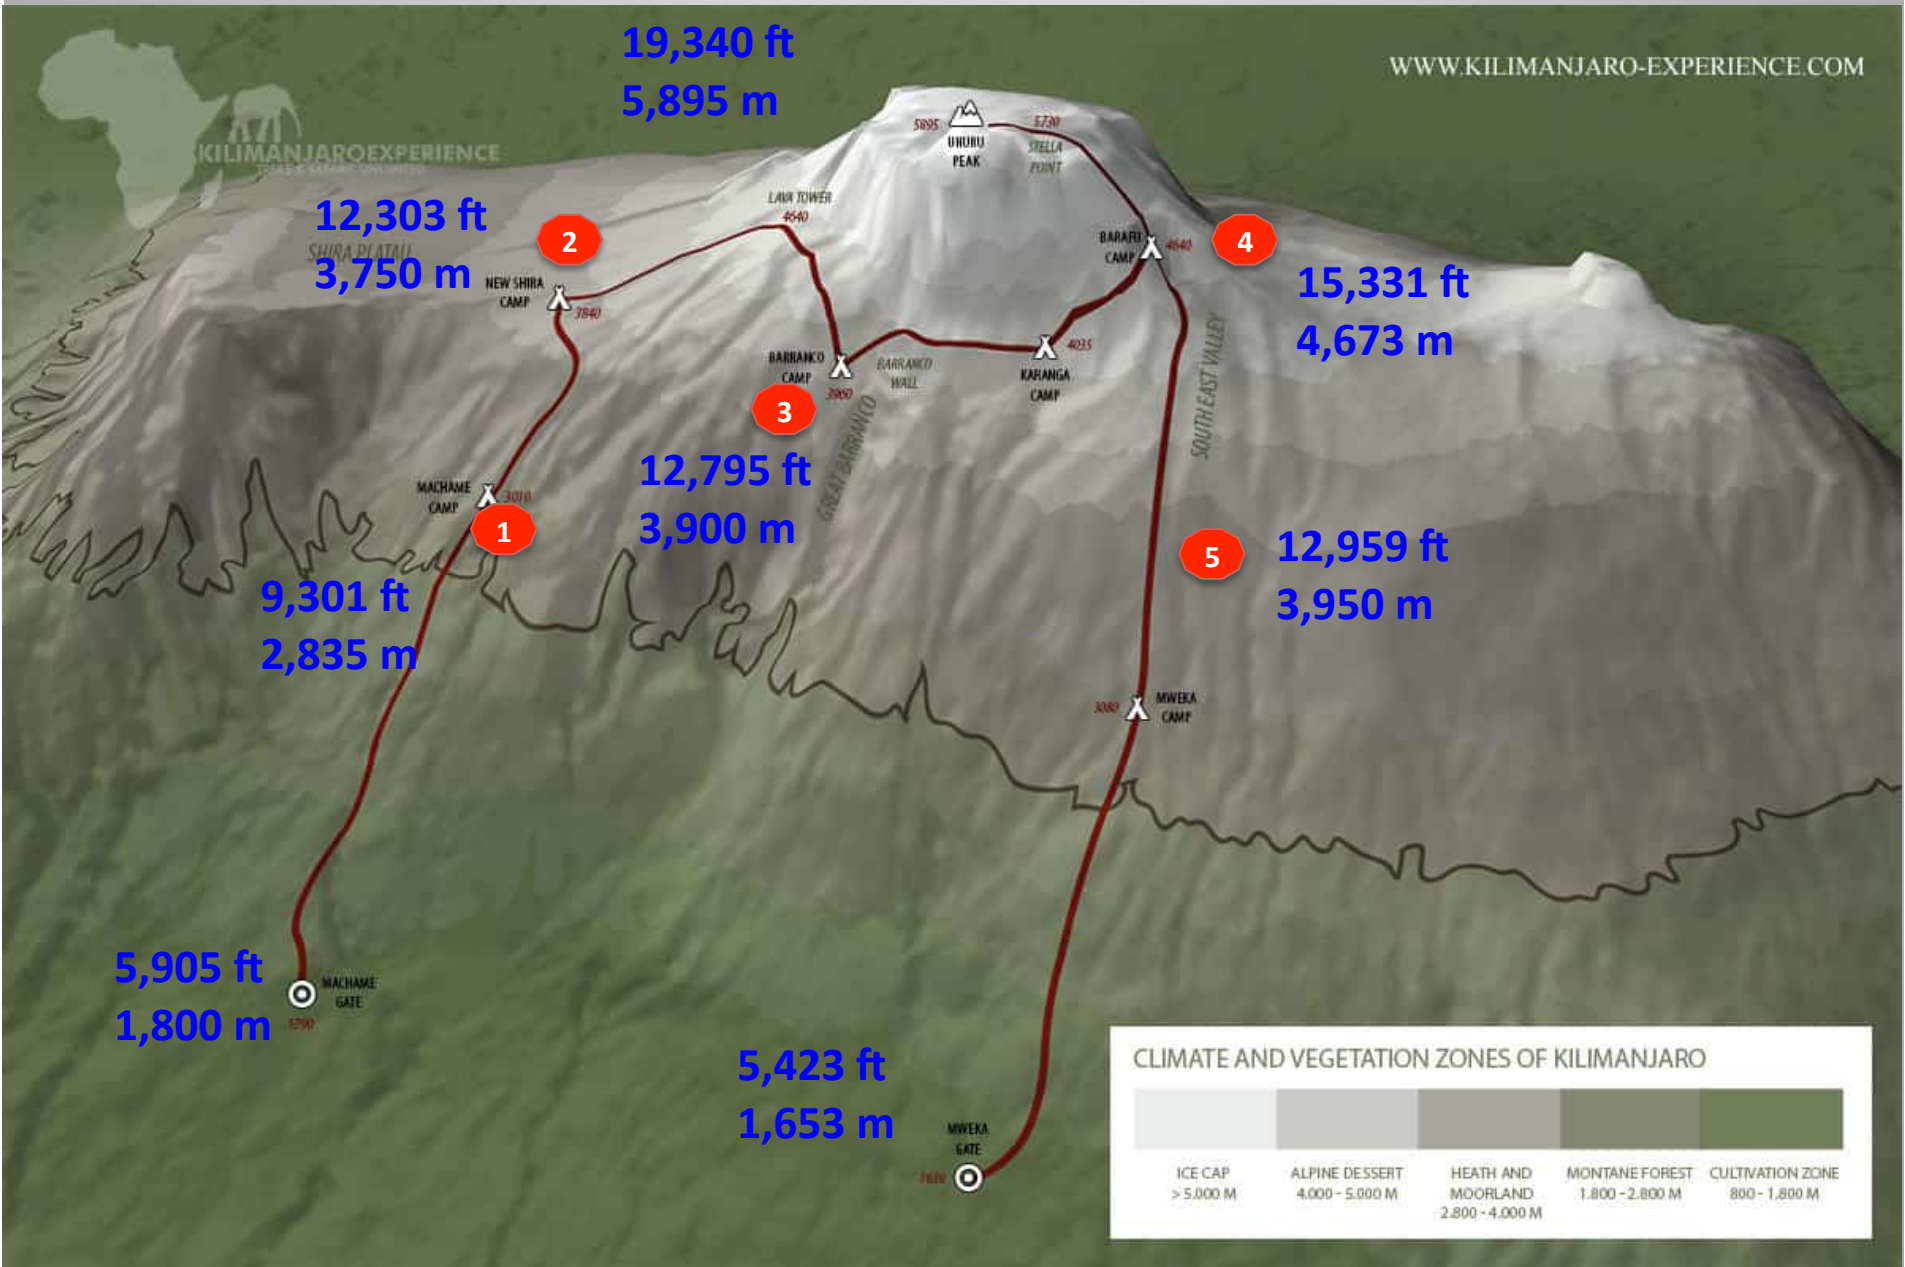 19,340 ft
5,895 m
WWW.KILIMANJARO-EXPERIENCE.COM
KILIMANJAROEXPERIENCE
5895
UHURU
PEAK
5730
STELLA
POINT
LAVA TOWER
4640
12,303 ft
3,750 m
SHIRA PLATAU
2
NEW SHIRA
CAMP
3840
BARAFU
CAMP
4640
4
15,331 ft
4,673 m
BARRANCO
CAMP
3960
BARRANCO
WALL
KARANGA
CAMP
4035
3
12,795 ft
3,900 m
GREAT BARRANCO
SOUTH EAST VALLEY
MACHAME
CAMP
3010
1
9,301 ft
2,835 m
5
12,959 ft
3,950 m
3080
MWEKA
CAMP
5,905 ft
1,800 m
MACHAME
GATE
5,423 ft
1,653 m
MWEKA
GATE
CLIMATE AND VEGETATION ZONES OF KILIMANJARO
ICE CAP
> 5.000 M
ALPINE DESSERT
4.000 - 5.000 M
HEATH AND
MOORLAND
2.800 - 4.000 M
MONTANE FOREST
1.800 - 2.800 M
CULTIVATION ZONE
800 - 1.800 M